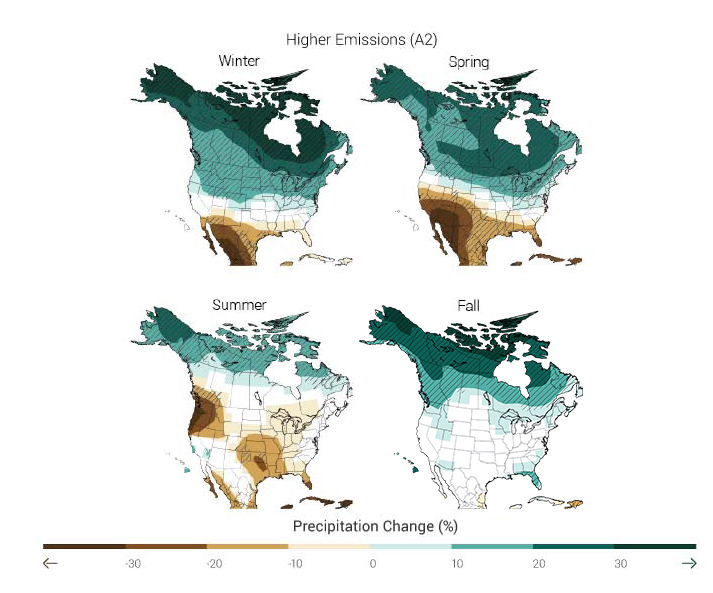 Higher Emissions (A2)
Winter
Spring
Summer
Fall
Precipitation Change (%)
-30 -20 -10 0 10 20 30